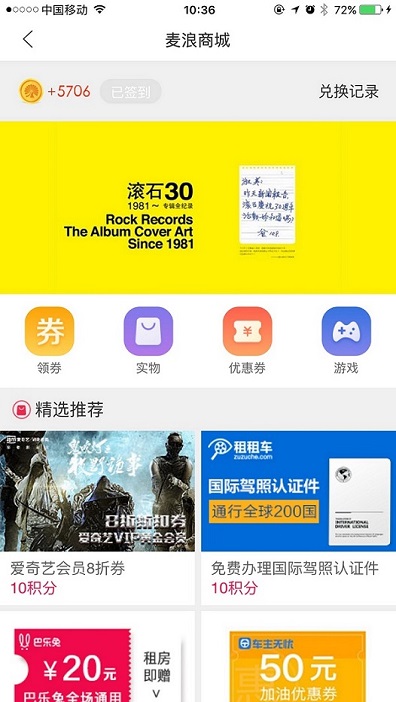 中国移动 10:36 72%
麦浪商城
+5706 已签到 兑换记录
滚石30
1981～ 专辑全纪录
Rock Records
The Album Cover Art
Since 1981
券
领券 实物 优惠券 游戏
精选推荐
租租车
zuzuche.com
国际驾照认证件
通行全球200国
INTERNATIONAL
DRIVER LICENSE
8折折扣券
爱奇艺VIP黄金会员
爱奇艺会员8折券
10积分
免费办理国际驾照认证件
10积分
巴乐兔
¥20元
巴乐兔全场通用
租房
即赠
车主无忧
50元
加油优惠券